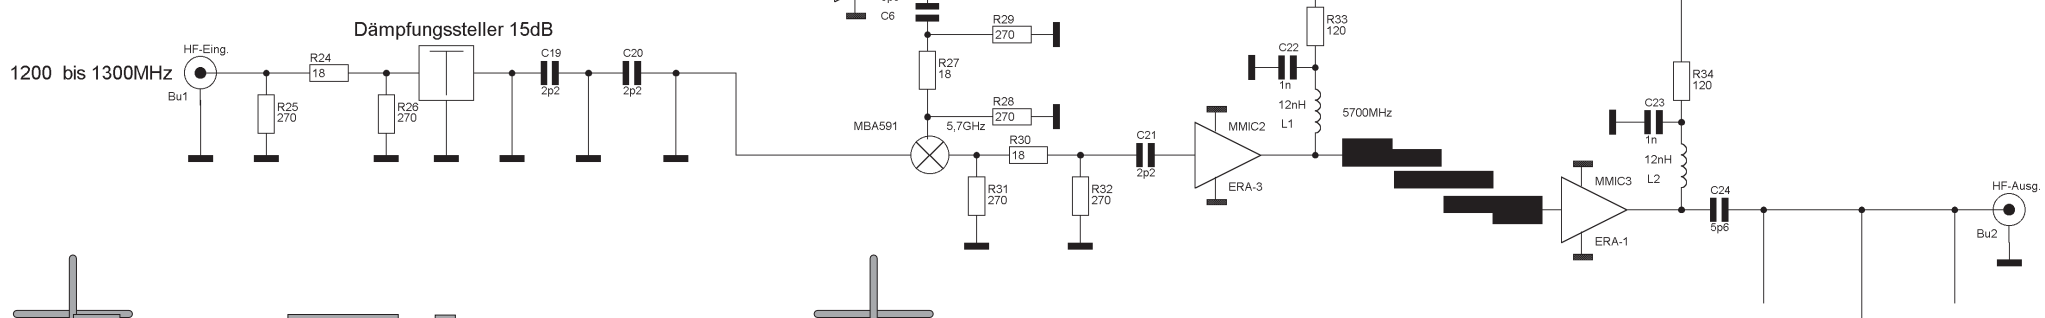 Dämpfungssteller 15dB
1200 bis 1300MHz
HF-Eing.
Bu1
R24
18
R25
270
R26
270
C19
2p2
C20
2p2
C6
R29
270
R27
18
R28
270
MBA591
5,7GHz
R30
18
R31
270
R32
270
C21
2p2
MMIC2
ERA-3
R33
120
C22
1n
12nH
L1
5700MHz
MMIC3
ERA-1
R34
120
C23
1n
12nH
L2
C24
5p6
HF-Ausg.
Bu2